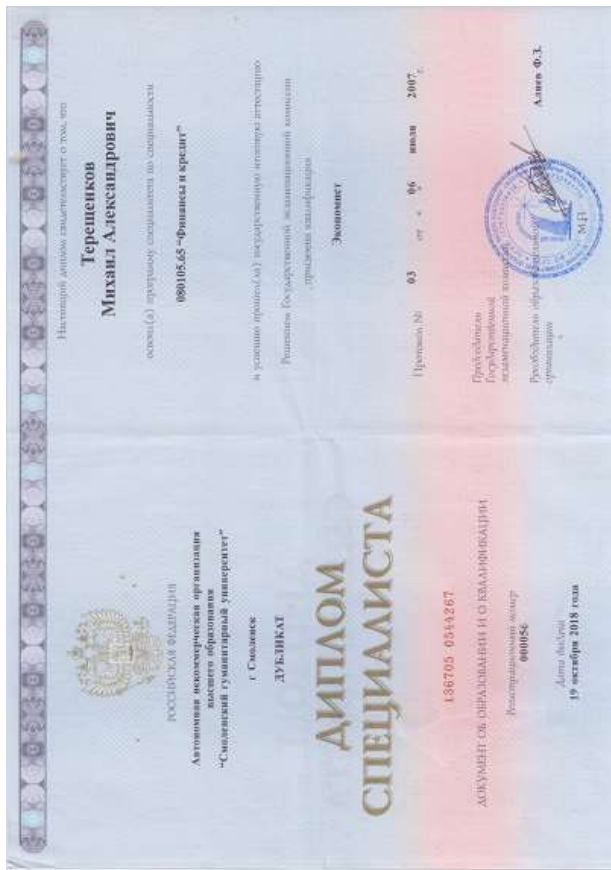 РОССИЙСКАЯ ФЕДЕРАЦИЯ
Автономная некоммерческая организация
высшего образования
"Смоленский гуманитарный университет"
г Смоленск
ДУБЛИКАТ
ДИПЛОМ
СПЕЦИАЛИСТА
136705 0544267
ДОКУМЕНТ ОБ ОБРАЗОВАНИИ И О КВАЛИФИКАЦИИ
Регистрационный номер
000056
Дата выдачи
19 октября 2018 года
Настоящий диплом свидетельствует о том, что
Терещенков
Михаил Александрович
освоил(а) программу специалитета по специальности
080105.65 "Финансы и кредит"
и успешно прошел(ла) государственную итоговую аттестацию
Решением Государственной экзаменационной комиссии
присвоена квалификация
Экономист
Протокол № 03 от « 06 » июля 2007 г.
Председатель
Государственной
экзаменационной комиссии
Руководитель образовательной
организации
Алиев Ф.З.
М.П.